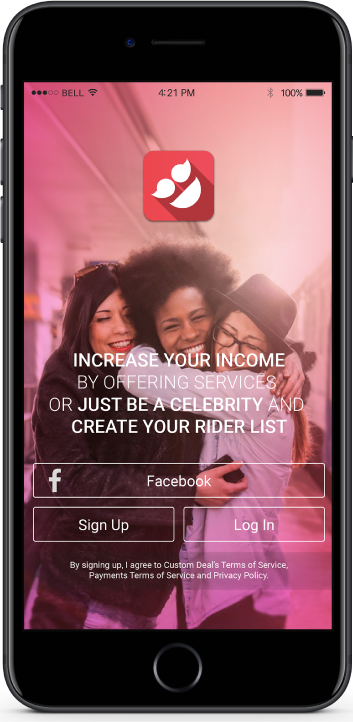 BELL
4:21 PM
100%
INCREASE YOUR INCOME
BY OFFERING SERVICES
OR JUST BE A CELEBRITY AND
CREATE YOUR RIDER LIST
Facebook
Sign Up
Log In
By signing up, I agree to Custom Deal's Terms of Service,
Payments Terms of Service and Privacy Policy.